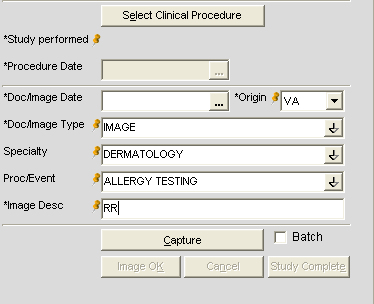 Select Clinical Procedure
*Study performed
*Procedure Date ...
*Doc/Image Date ... *Origin VA
*Doc/Image Type IMAGE
Specialty DERMATOLOGY
Proc/Event ALLERGY TESTING
*Image Desc RR
Capture Batch
Image OK Cancel Study Complete